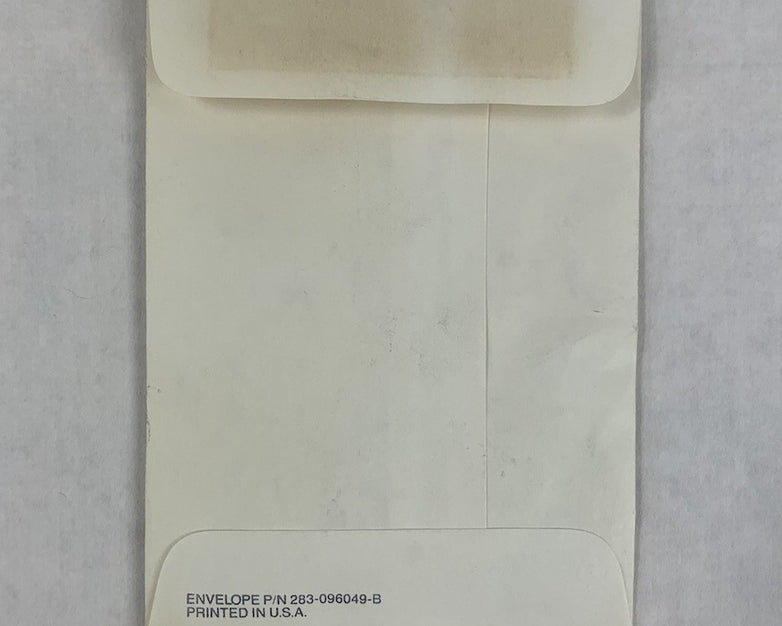 ENVELOPE P/N 283-096049-B
PRINTED IN U.S.A.